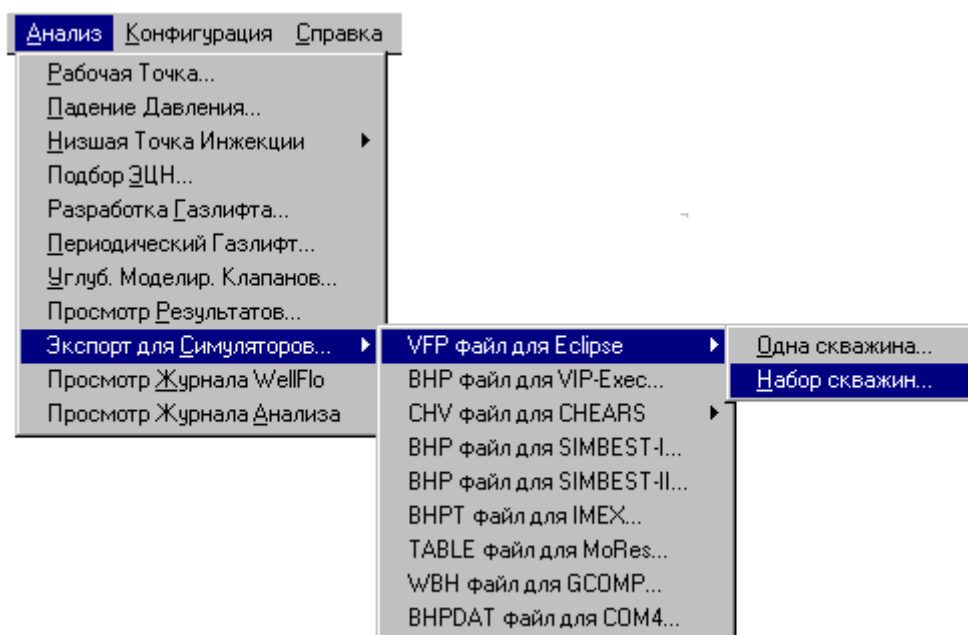 Анализ Конфигурация Справка
Рабочая Точка...
Падение Давления...
Низшая Точка Инжекции
Подбор ЭЦН...
Разработка Газлифта...
Периодический Газлифт...
Углуб. Моделир. Клапанов...
Просмотр Результатов...
Экспорт для Симуляторов... VFP файл для Eclipse Одна скважина...
Просмотр Журнала WellFlo BHP файл для VIP-Exec... Набор скважин...
Просмотр Журнала Анализа CHV файл для CHEARS
BHP файл для SIMBEST-I...
BHP файл для SIMBEST-II...
BHPT файл для IMEX...
TABLE файл для MoRes...
WBH файл для GCOMP...
BHPDAT файл для COM4...